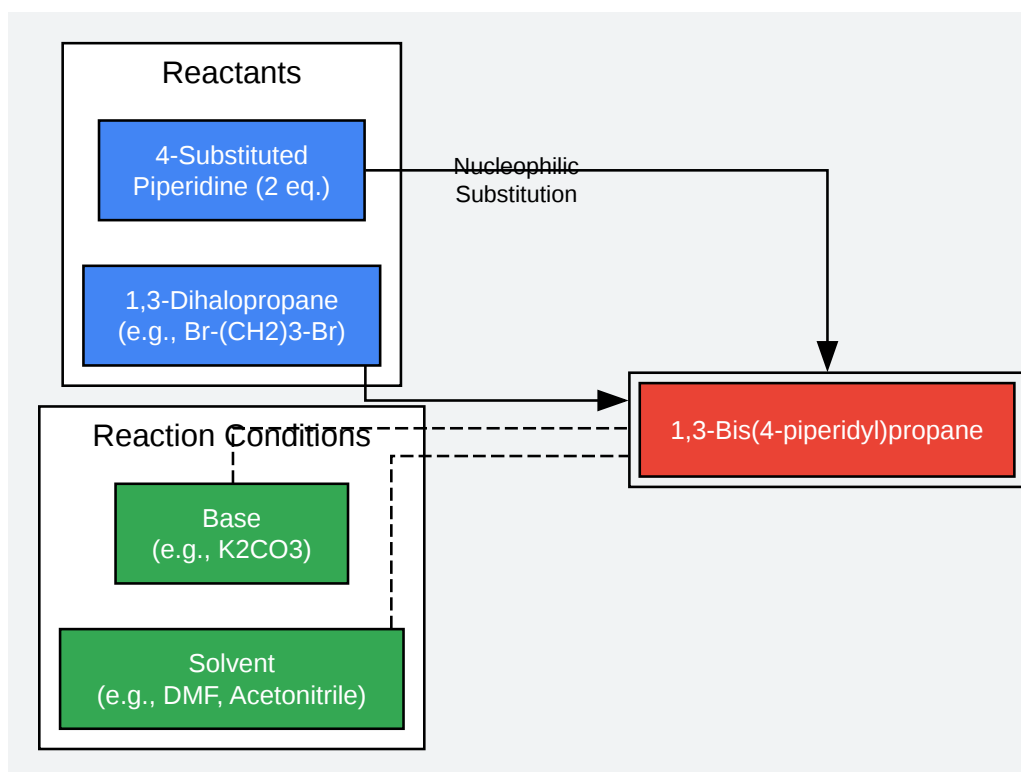 Reactants
4-Substituted
Piperidine (2 eq.)
Nucleophilic
Substitution
1,3-Dihalopropane
(e.g., Br-(CH2)3-Br)
1,3-Bis(4-piperidyl)propane
Reaction Conditions
Base
(e.g., K2CO3)
Solvent
(e.g., DMF, Acetonitrile)